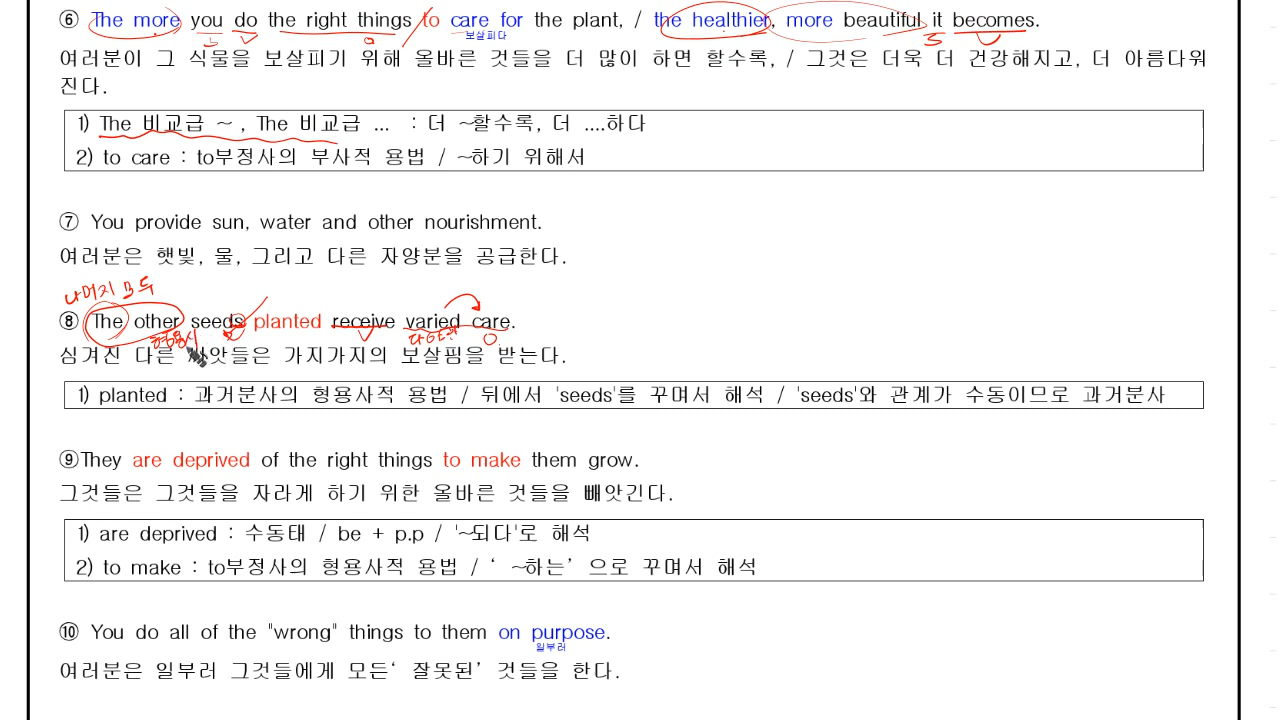 ⑥ The more you do the right things to care for the plant, / the healthier, more beautiful it becomes.
보살피다
여러분이 그 식물을 보살피기 위해 올바른 것들을 더 많이 하면 할수록, / 그것은 더욱 더 건강해지고, 더 아름다워
진다.
1) The 비교급 ~ , The 비교급 ... : 더 ~할수록, 더 ....하다
2) to care : to부정사의 부사적 용법 / ~하기 위해서
⑦ You provide sun, water and other nourishment.
여러분은 햇빛, 물, 그리고 다른 자양분을 공급한다.
나머지 모두
⑧ The other seeds planted receive varied care.
형용사
심겨진 다른 씨앗들은 가지가지의 보살핌을 받는다.
1) planted : 과거분사의 형용사적 용법 / 뒤에서 'seeds'를 꾸며서 해석 / 'seeds'와 관계가 수동이므로 과거분사
⑨They are deprived of the right things to make them grow.
그것들은 그것들을 자라게 하기 위한 올바른 것들을 빼앗긴다.
1) are deprived : 수동태 / be + p.p / '~되다'로 해석
2) to make : to부정사의 형용사적 용법 / ‘ ~하는’ 으로 꾸며서 해석
⑩ You do all of the "wrong" things to them on purpose.
일부러
여러분은 일부러 그것들에게 모든‘ 잘못된’ 것들을 한다.